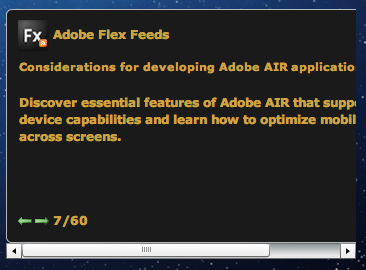 Fx
Adobe Flex Feeds
Considerations for developing Adobe AIR applicatio
Discover essential features of Adobe AIR that supp
device capabilities and learn how to optimize mobil
across screens.
7/60